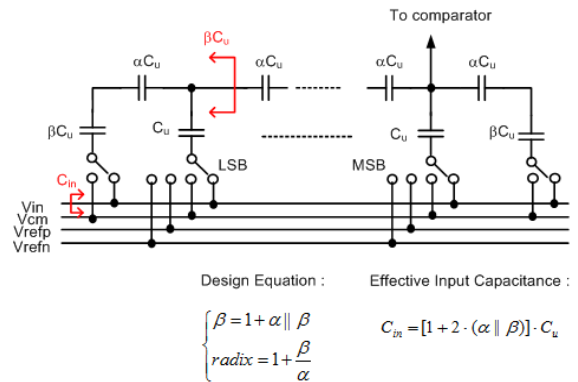 To comparator
βCu
αCu αCu αCu αCu
βCu Cu Cu βCu
LSB MSB
Cin
Vin
Vcm
Vrefp
Vrefn
Design Equation : Effective Input Capacitance :
β = 1 + α || β
radix = 1 + β/α
Cin = [1 + 2 · (α || β)] · Cu